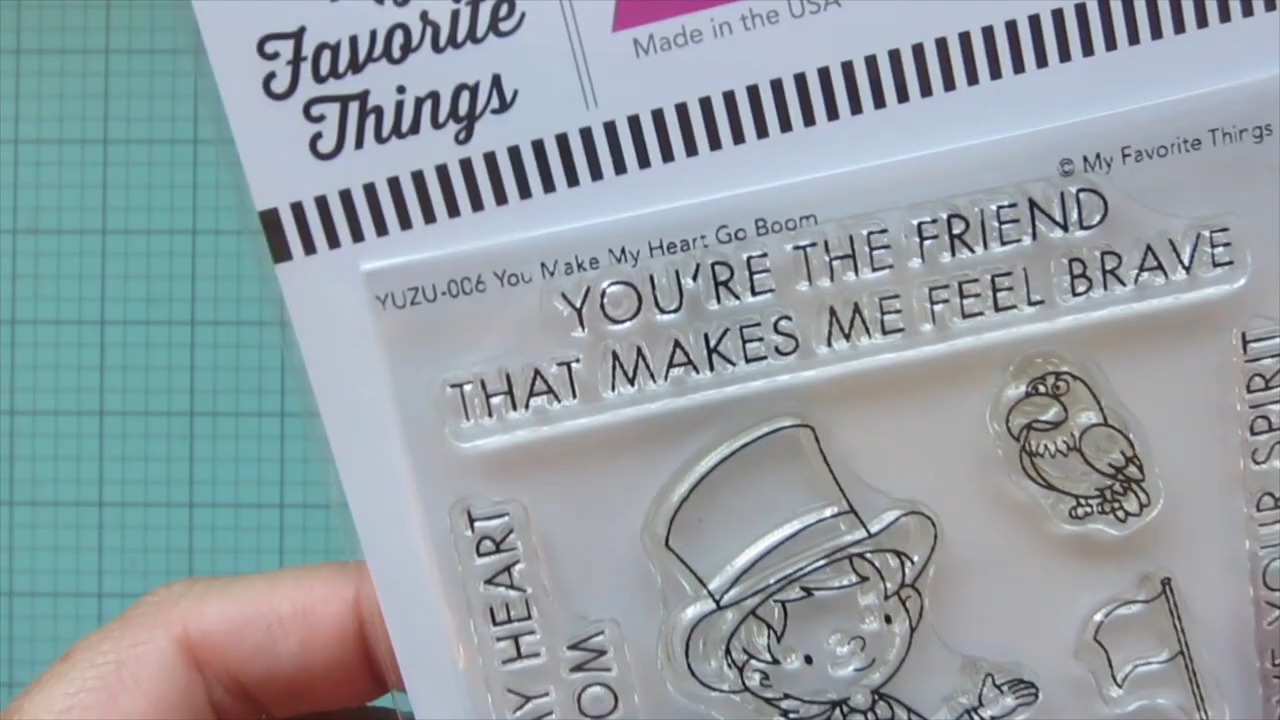 Favorite
Things
Made in the USA
© My Favorite Things
YUZU-006 You Make My Heart Go Boom
YOU'RE THE FRIEND
THAT MAKES ME FEEL BRAVE
HEART
SPIRIT